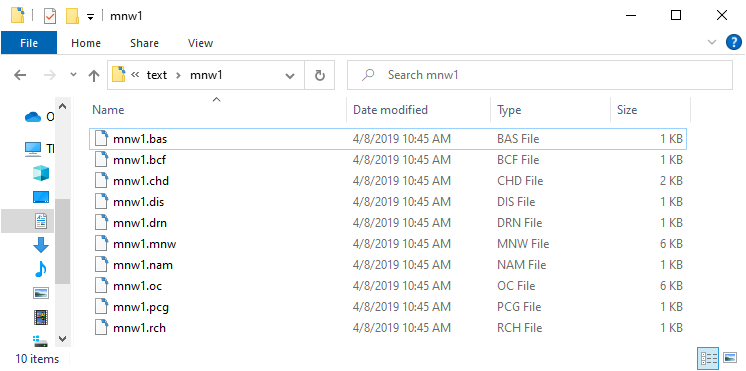 mnw1
File Home Share View
« text › mnw1 Search mnw1
Name Date modified Type Size
mnw1.bas 4/8/2019 10:45 AM BAS File 1 KB
mnw1.bcf 4/8/2019 10:45 AM BCF File 1 KB
mnw1.chd 4/8/2019 10:45 AM CHD File 2 KB
mnw1.dis 4/8/2019 10:45 AM DIS File 1 KB
mnw1.drn 4/8/2019 10:45 AM DRN File 1 KB
mnw1.mnw 4/8/2019 10:45 AM MNW File 6 KB
mnw1.nam 4/8/2019 10:45 AM NAM File 1 KB
mnw1.oc 4/8/2019 10:45 AM OC File 6 KB
mnw1.pcg 4/8/2019 10:45 AM PCG File 1 KB
mnw1.rch 4/8/2019 10:45 AM RCH File 1 KB
O
Tl
10 items